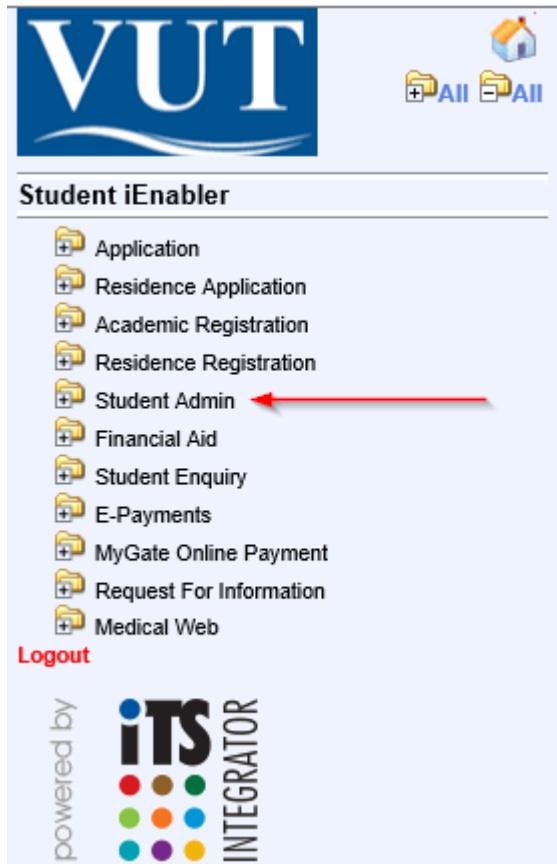 VUT
All All
Student iEnabler
Application
Residence Application
Academic Registration
Residence Registration
Student Admin
Financial Aid
Student Enquiry
E-Payments
MyGate Online Payment
Request For Information
Medical Web
Logout
powered by
iTS
INTEGRATOR